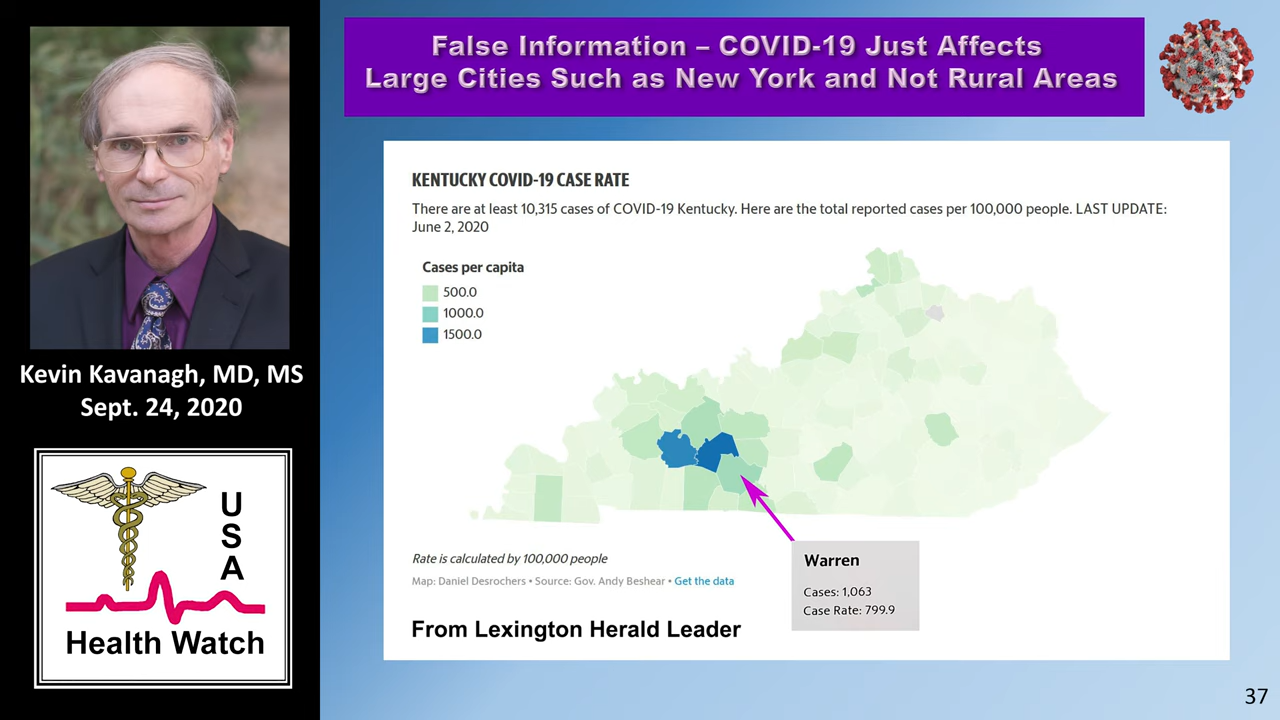 False Information – COVID-19 Just Affects
Large Cities Such as New York and Not Rural Areas
Kevin Kavanagh, MD, MS
Sept. 24, 2020
USA
Health Watch
KENTUCKY COVID-19 CASE RATE
There are at least 10,315 cases of COVID-19 Kentucky. Here are the total reported cases per 100,000 people. LAST UPDATE:
June 2, 2020
Cases per capita
500.0
1000.0
1500.0
Warren
Cases: 1,063
Case Rate: 799.9
Rate is calculated by 100,000 people
Map: Daniel Desrochers • Source: Gov. Andy Beshear • Get the data
From Lexington Herald Leader
37